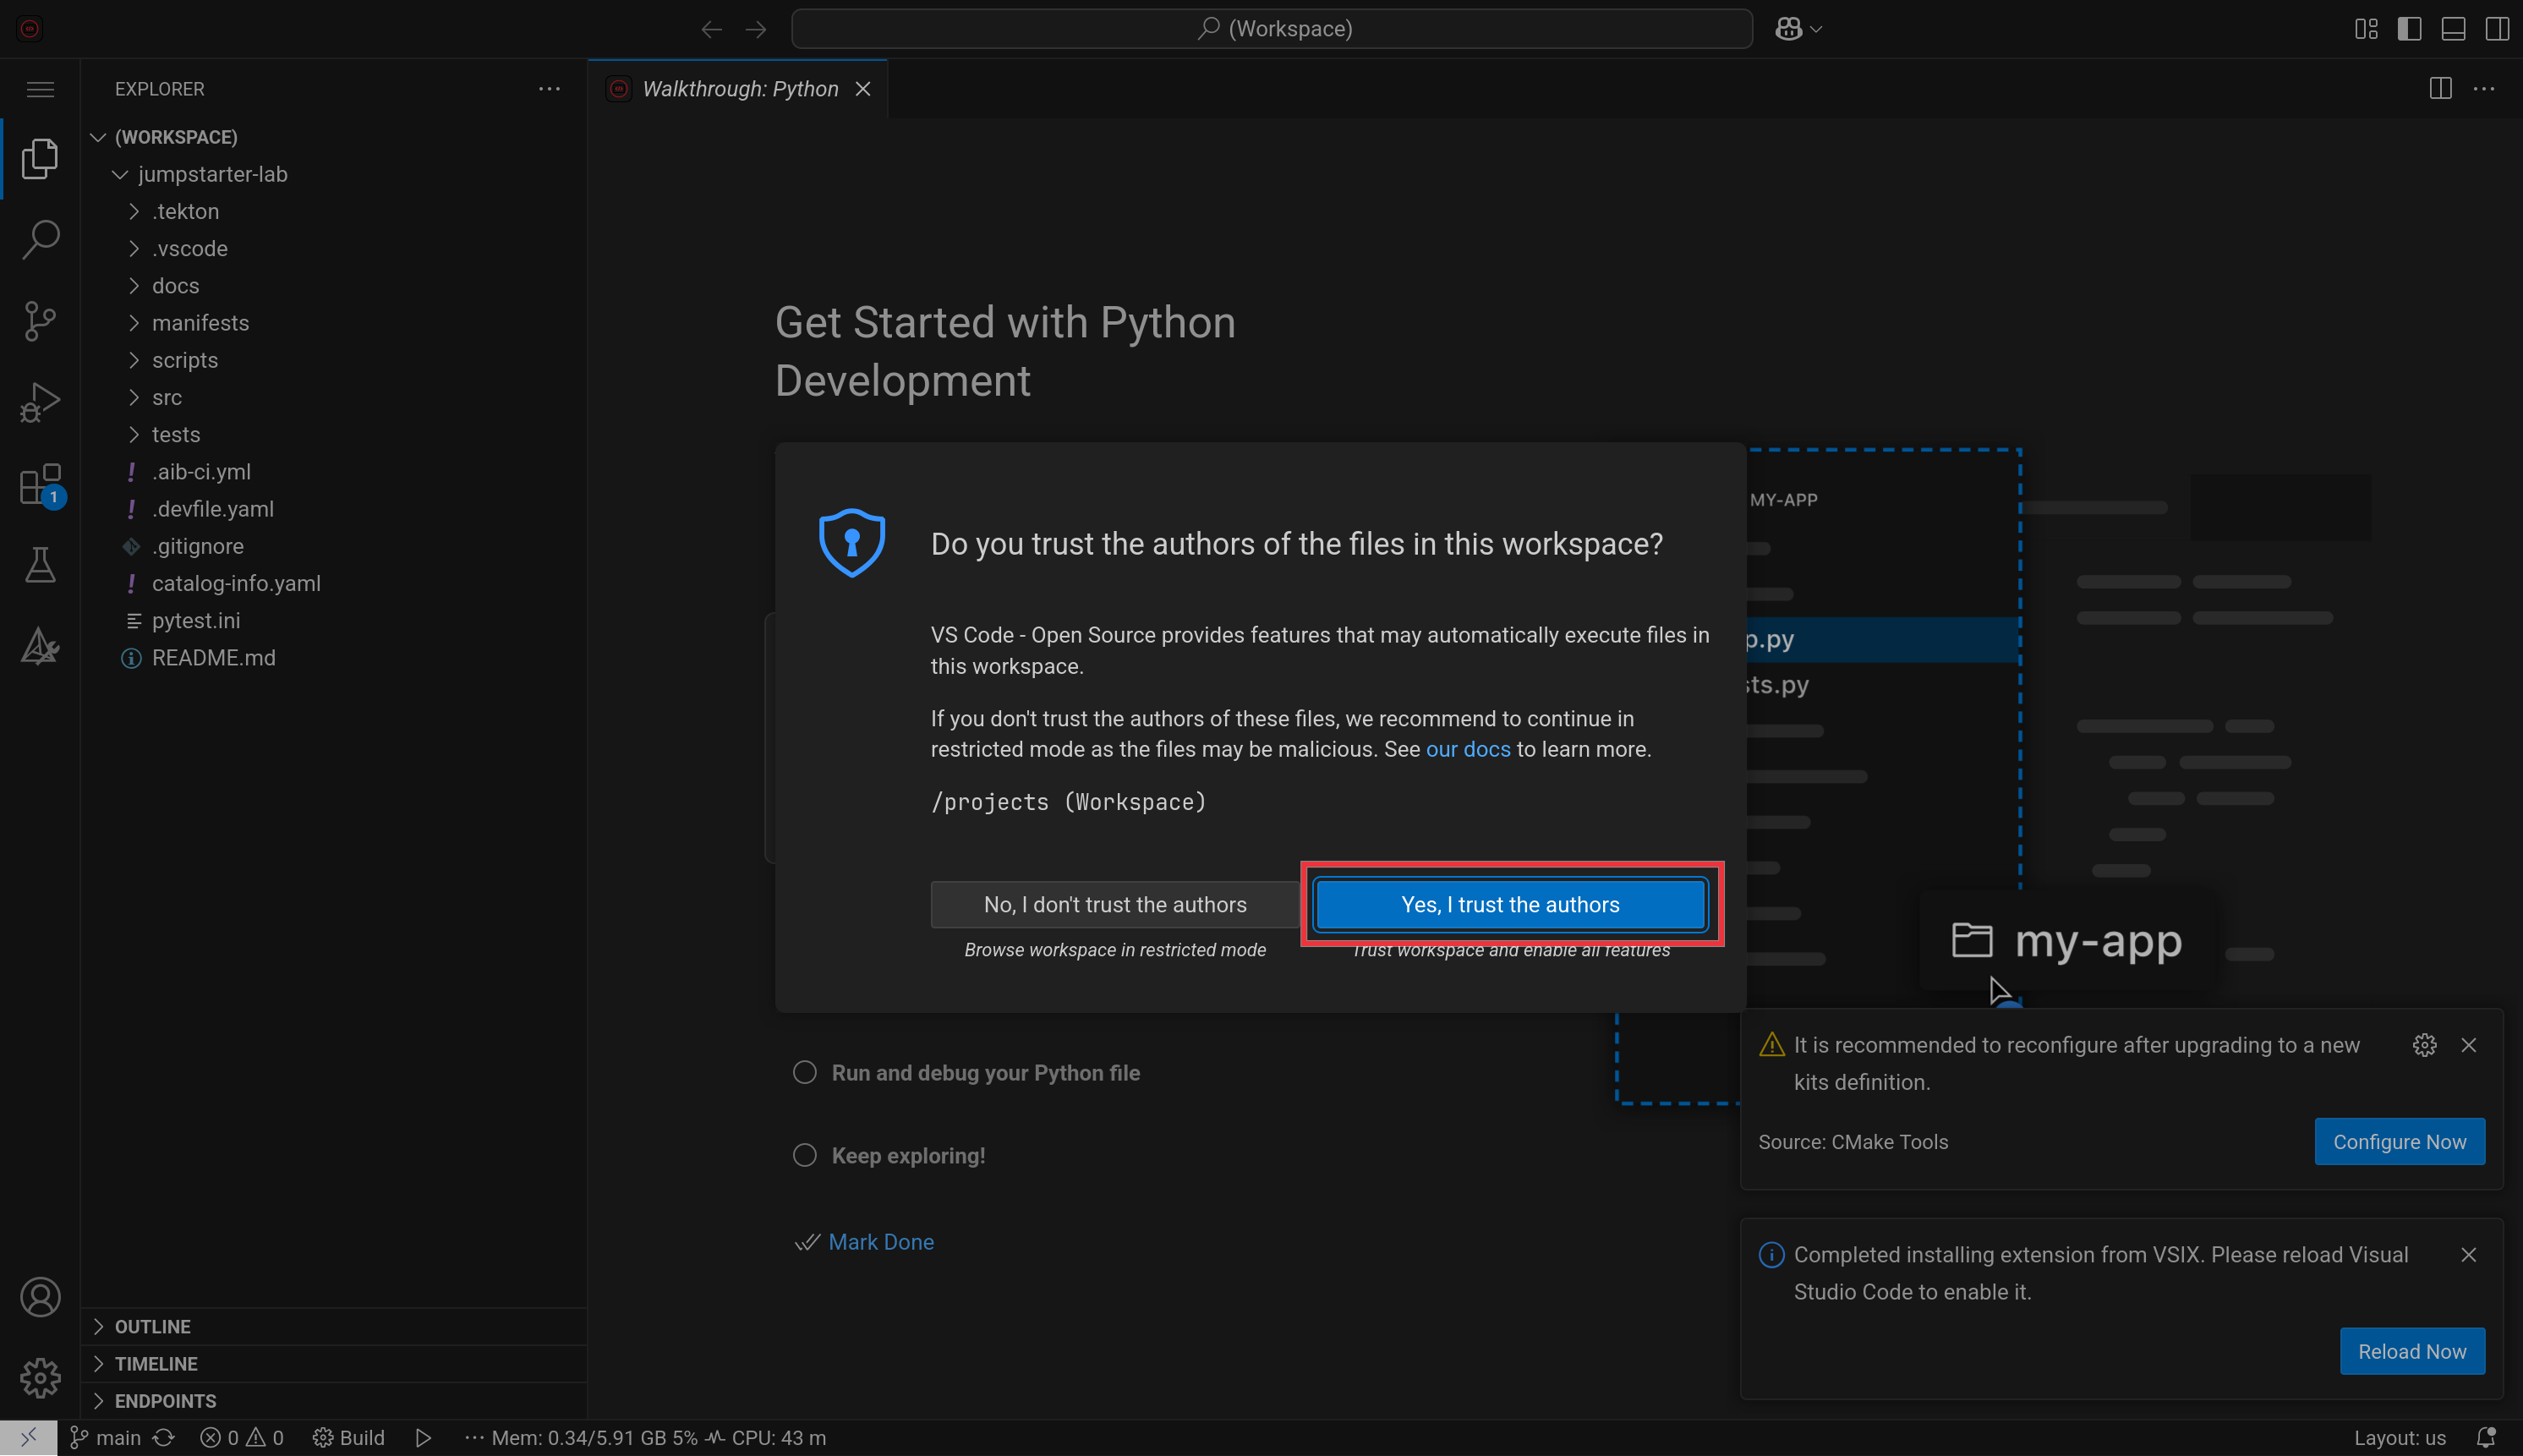 (Workspace)
EXPLORER
Walkthrough: Python
(WORKSPACE)
jumpstarter-lab
.tekton
.vscode
docs
manifests
scripts
src
tests
.aib-ci.yml
.devfile.yaml
.gitignore
catalog-info.yaml
pytest.ini
README.md
1
OUTLINE
TIMELINE
ENDPOINTS
Get Started with Python
Development
MY-APP
p.py
sts.py
my-app
Do you trust the authors of the files in this workspace?
VS Code - Open Source provides features that may automatically execute files in
this workspace.
If you don't trust the authors of these files, we recommend to continue in
restricted mode as the files may be malicious. See our docs to learn more.
/projects (Workspace)
No, I don't trust the authors
Yes, I trust the authors
Browse workspace in restricted mode
Trust workspace and enable all features
Run and debug your Python file
Keep exploring!
Mark Done
It is recommended to reconfigure after upgrading to a new
kits definition.
Source: CMake Tools
Configure Now
Completed installing extension from VSIX. Please reload Visual
Studio Code to enable it.
Reload Now
main 0 0 Build Mem: 0.34/5.91 GB 5% CPU: 43 m
Layout: us